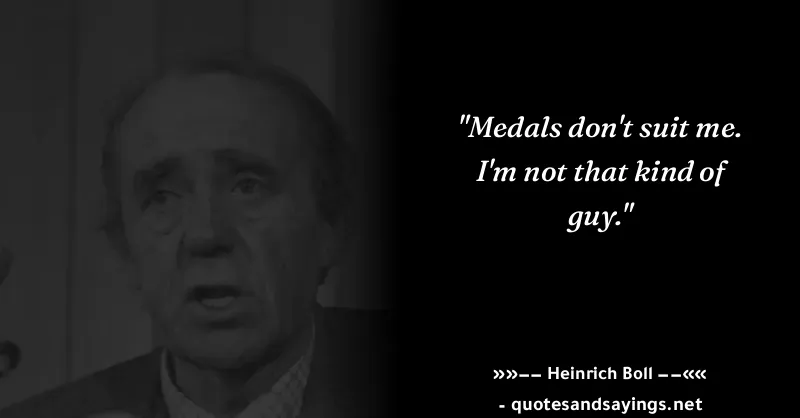 "Medals don't suit me.
I'm not that kind of
guy."
»»−− Heinrich Boll −−««
- quotesandsayings.net